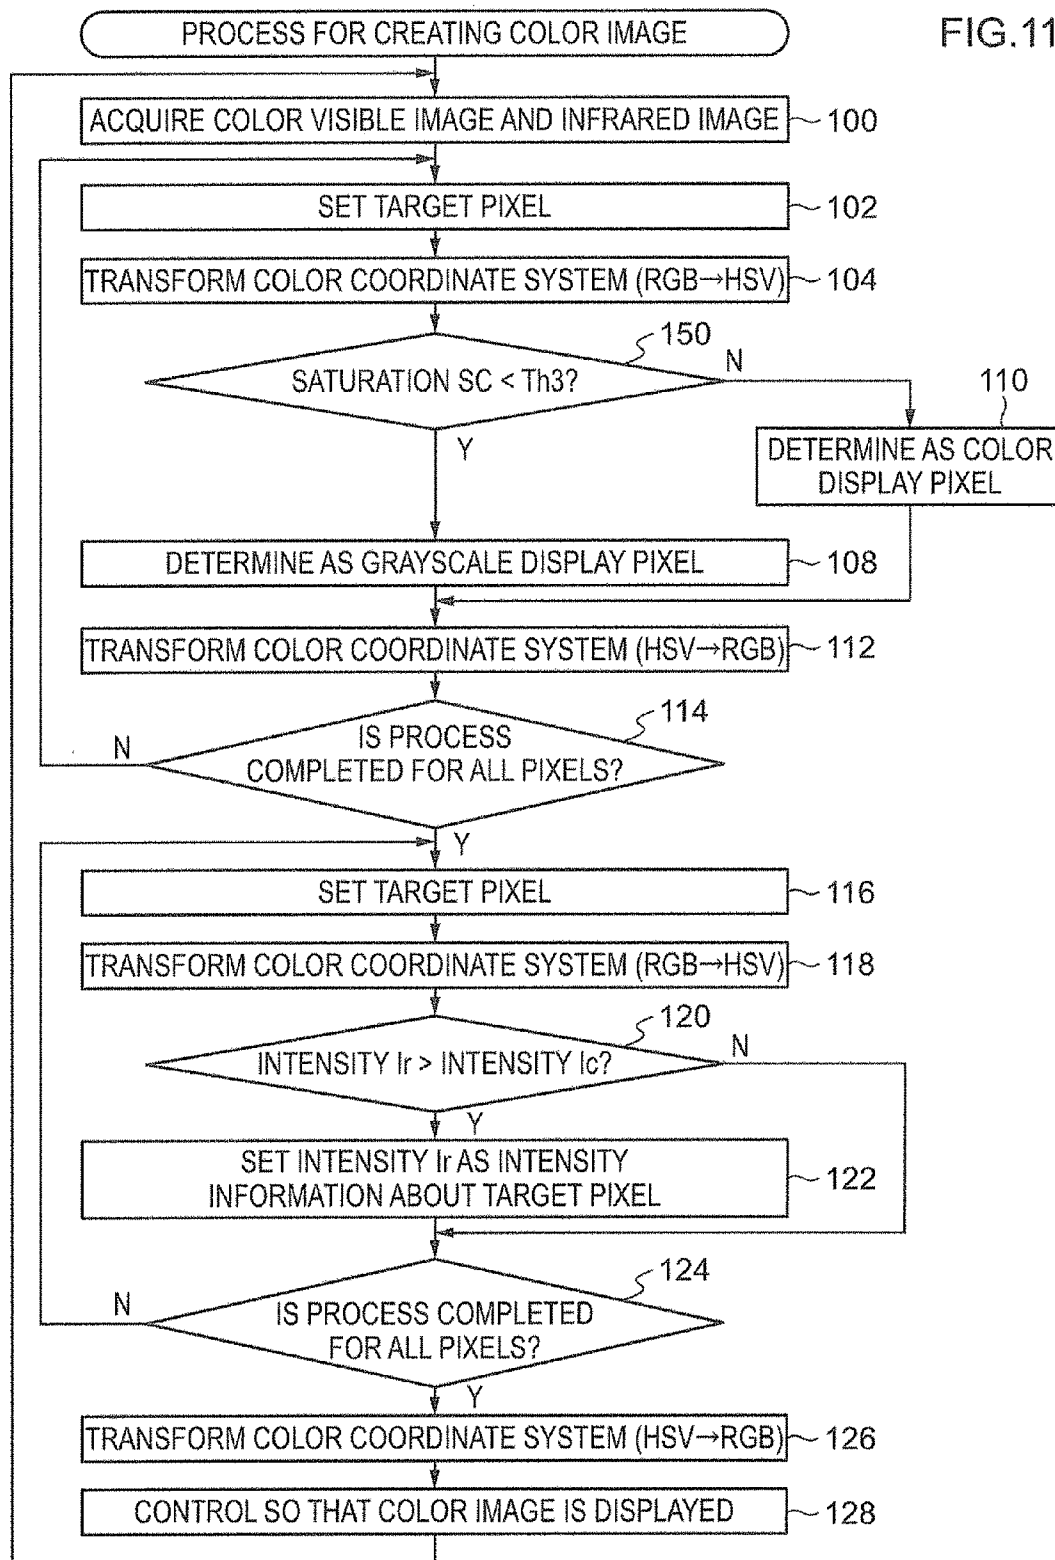 FIG.11
PROCESS FOR CREATING COLOR IMAGE
ACQUIRE COLOR VISIBLE IMAGE AND INFRARED IMAGE
100
SET TARGET PIXEL
102
TRANSFORM COLOR COORDINATE SYSTEM (RGB→HSV)
104
150
SATURATION SC < Th3?
N
Y
110
DETERMINE AS COLOR
DISPLAY PIXEL
DETERMINE AS GRAYSCALE DISPLAY PIXEL
108
TRANSFORM COLOR COORDINATE SYSTEM (HSV→RGB)
112
114
IS PROCESS
COMPLETED FOR ALL PIXELS?
N
Y
SET TARGET PIXEL
116
TRANSFORM COLOR COORDINATE SYSTEM (RGB→HSV)
118
120
INTENSITY Ir > INTENSITY Ic?
N
Y
SET INTENSITY Ir AS INTENSITY
INFORMATION ABOUT TARGET PIXEL
122
124
IS PROCESS COMPLETED
FOR ALL PIXELS?
N
Y
TRANSFORM COLOR COORDINATE SYSTEM (HSV→RGB)
126
CONTROL SO THAT COLOR IMAGE IS DISPLAYED
128